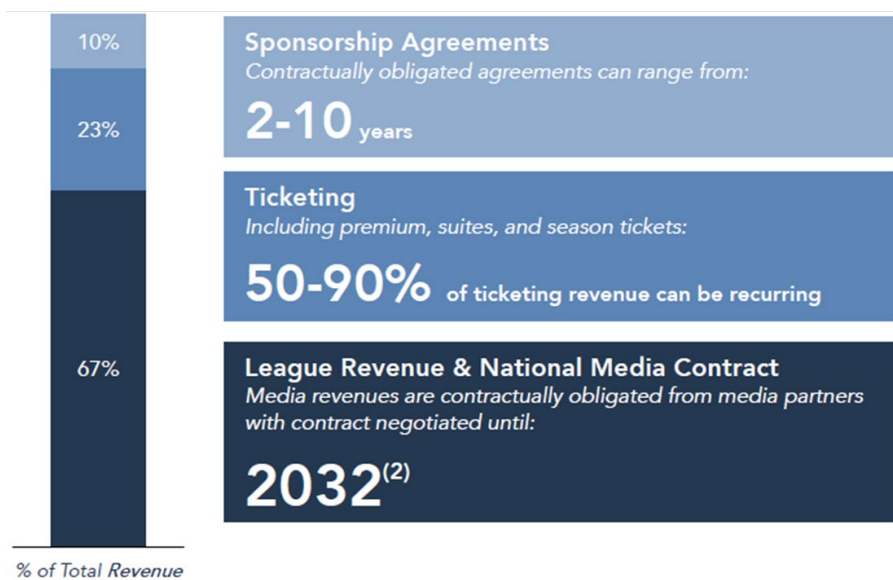 10%
Sponsorship Agreements
Contractually obligated agreements can range from:
2-10 years
23%
Ticketing
Including premium, suites, and season tickets:
50-90% of ticketing revenue can be recurring
67%
League Revenue & National Media Contract
Media revenues are contractually obligated from media partners
with contract negotiated until:
2032(2)
% of Total Revenue